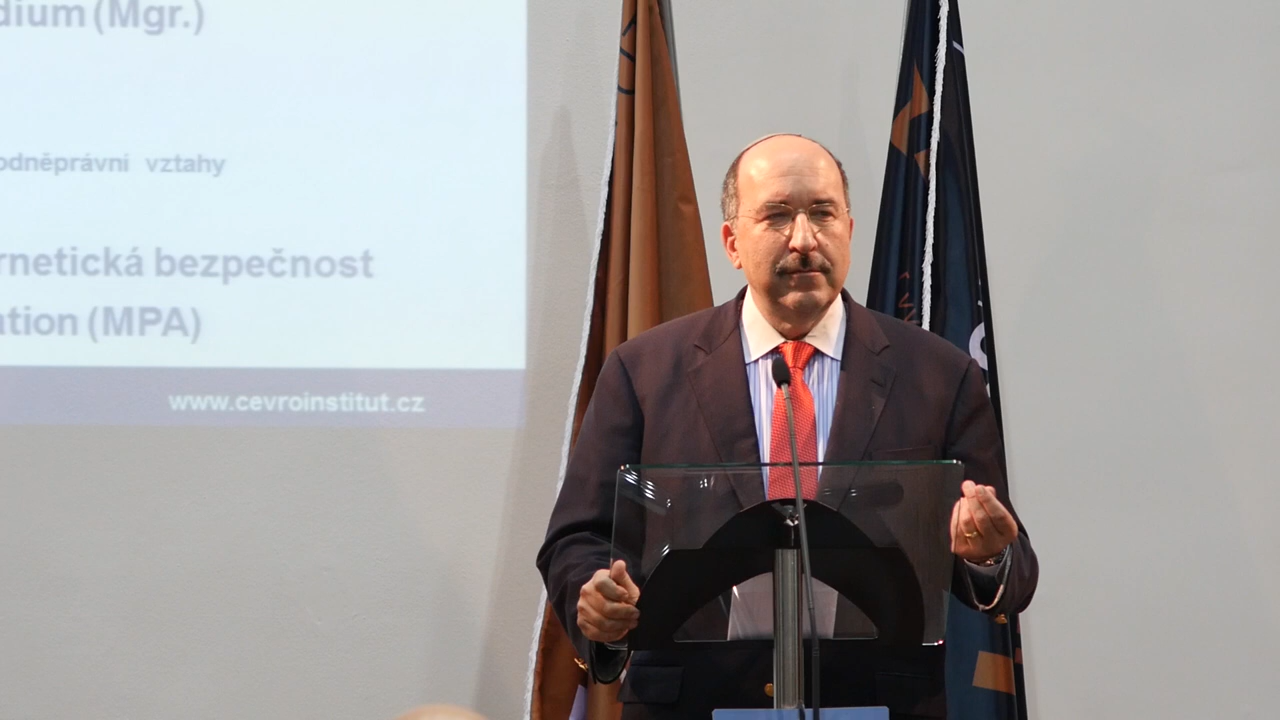 dium (Mgr.)
odněprávní vztahy
rnetická bezpečnost
ation (MPA)
www.cevroinstitut.cz